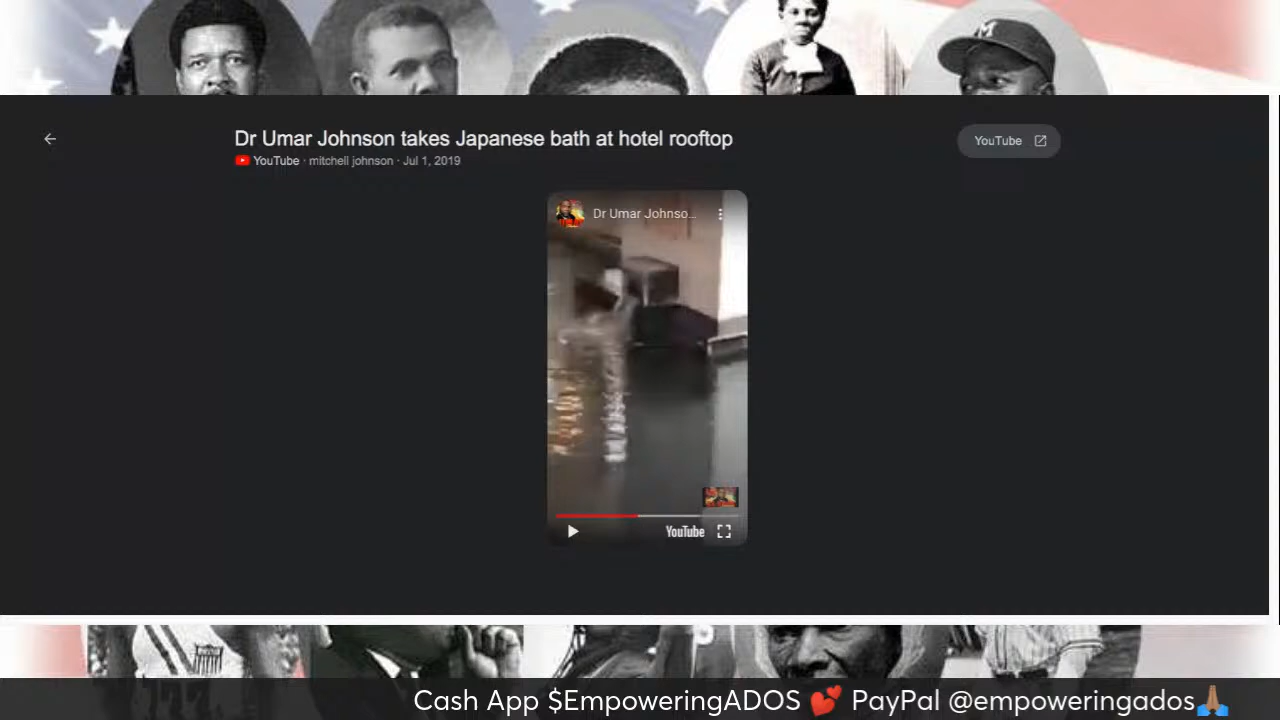 M
Dr Umar Johnson takes Japanese bath at hotel rooftop
YouTube · mitchell johnson · Jul 1, 2019
YouTube
Dr Umar Johnso...
YouTube
Cash App $EmpoweringADOS 💕 PayPal @empoweringados🙏🏽